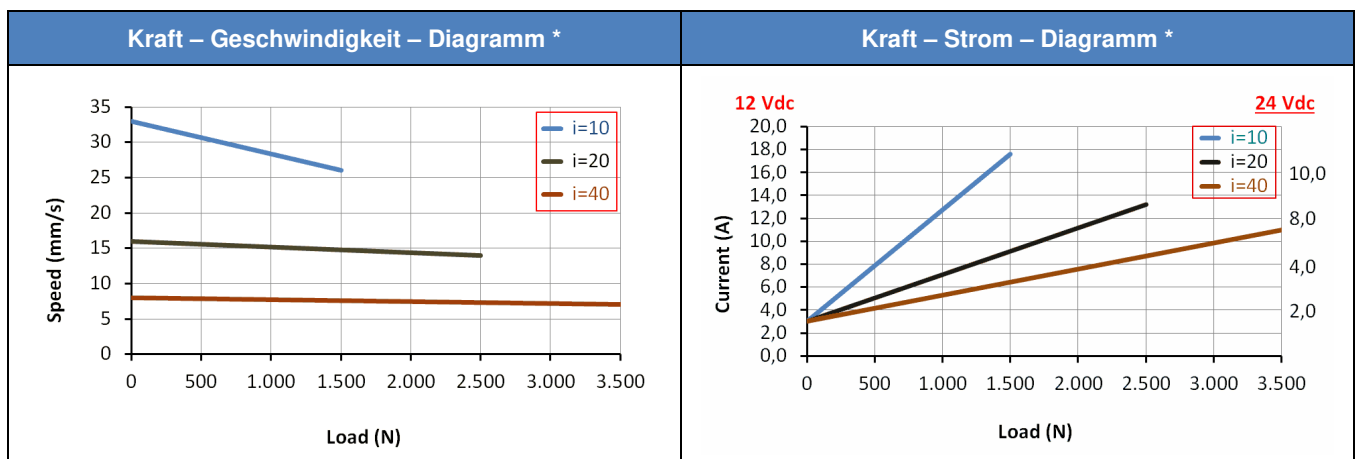 Kraft – Geschwindigkeit – Diagramm *
Kraft – Strom – Diagramm *
35
30
25
20
15
10
5
0
Speed (mm/s)
i=10
i=20
i=40
0 500 1.000 1.500 2.000 2.500 3.000 3.500
Load (N)
12 Vdc
24 Vdc
20,0
18,0
16,0
14,0
12,0
10,0
8,0
6,0
4,0
2,0
0,0
Current (A)
i=10
i=20
i=40
10,0
8,0
4,0
2,0
0 500 1.000 1.500 2.000 2.500 3.000 3.500
Load (N)